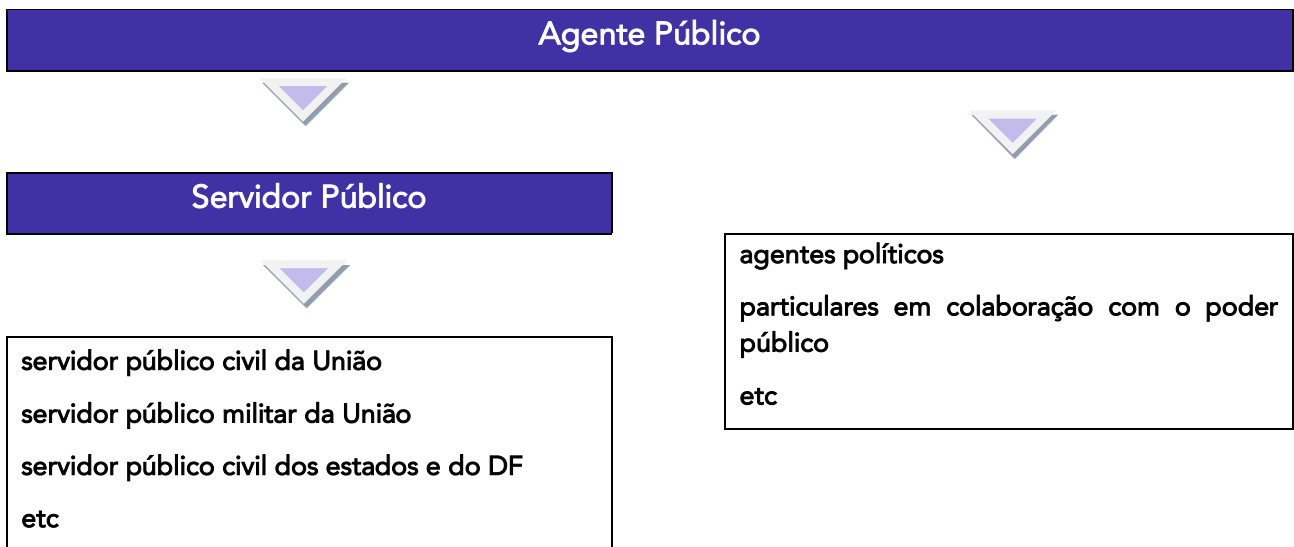 Agente Público
Servidor Público
servidor público civil da União
servidor público militar da União
servidor público civil dos estados e do DF
etc
agentes políticos
particulares em colaboração com o poder
público
etc